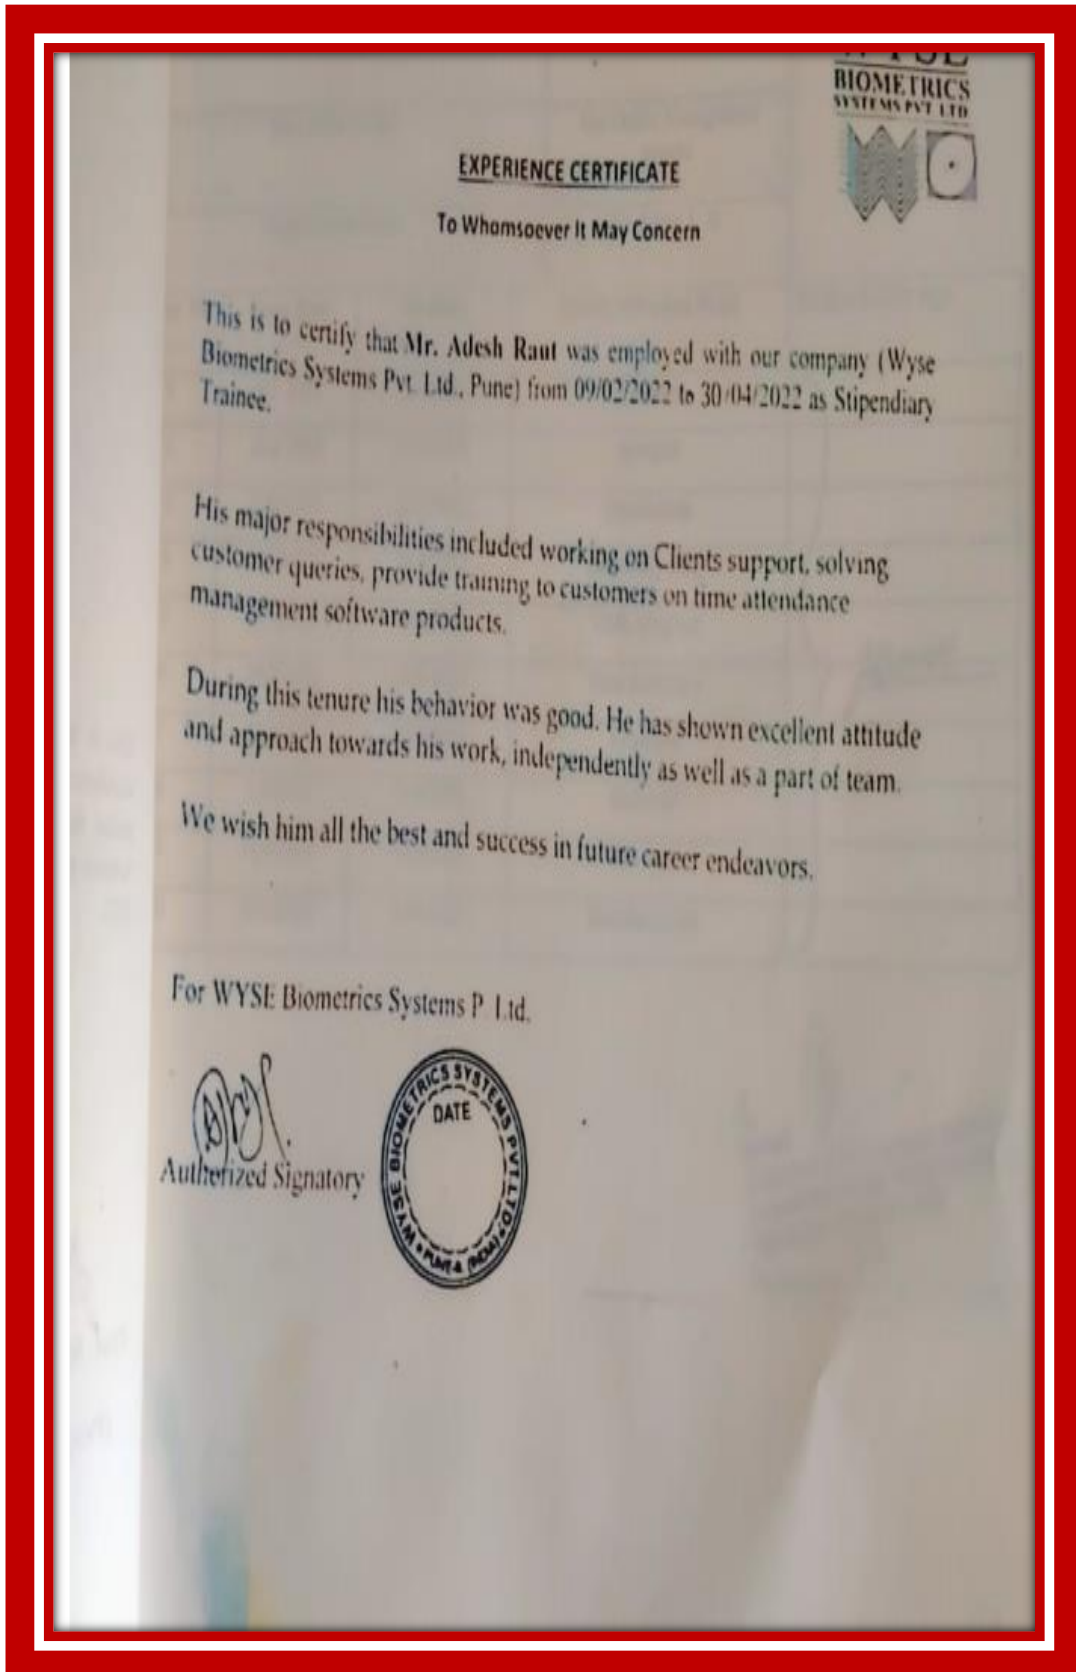 WYSE
BIOMETRICS
SYSTEMS PVT LTD
EXPERIENCE CERTIFICATE
To Whomsoever It May Concern
This is to certify that Mr. Adesh Raut was employed with our company (Wyse
Biometrics Systems Pvt. Ltd., Pune) from 09/02/2022 to 30/04/2022 as Stipendiary
Trainee.
His major responsibilities included working on Clients support, solving
customer queries, provide training to customers on time attendance
management software products.
During this tenure his behavior was good. He has shown excellent attitude
and approach towards his work, independently as well as a part of team.
We wish him all the best and success in future career endeavors.
For WYSE Biometrics Systems P Ltd.
Authorized Signatory
WYSE BIOMETRICS SYSTEMS PVT. LTD.
DATE
PUNE-4 (INDIA)